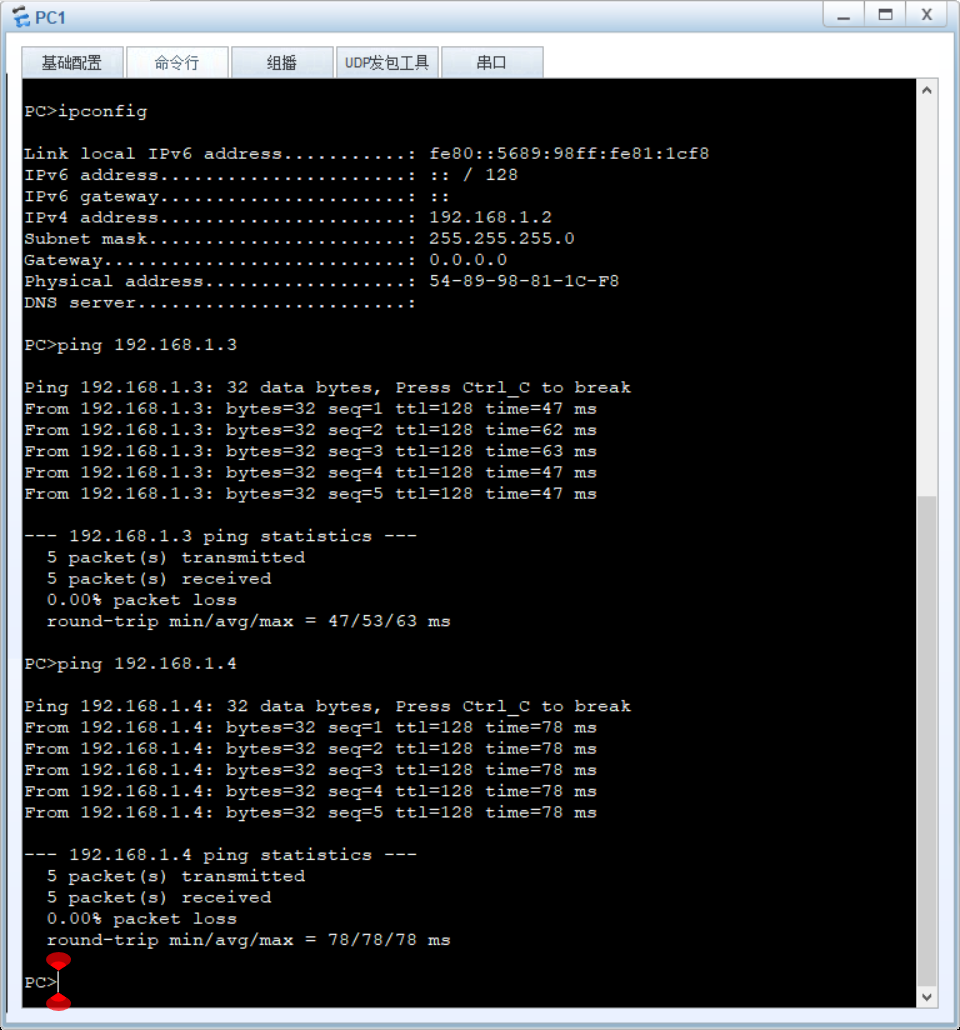 PC1
基础配置 命令行 组播 UDP发包工具 串口
PC>ipconfig
Link local IPv6 address...........: fe80::5689:98ff:fe81:1cf8
IPv6 address......................: :: / 128
IPv6 gateway......................: ::
IPv4 address......................: 192.168.1.2
Subnet mask.......................: 255.255.255.0
Gateway...........................: 0.0.0.0
Physical address..................: 54-89-98-81-1C-F8
DNS server........................:
PC>ping 192.168.1.3
Ping 192.168.1.3: 32 data bytes, Press Ctrl_C to break
From 192.168.1.3: bytes=32 seq=1 ttl=128 time=47 ms
From 192.168.1.3: bytes=32 seq=2 ttl=128 time=62 ms
From 192.168.1.3: bytes=32 seq=3 ttl=128 time=63 ms
From 192.168.1.3: bytes=32 seq=4 ttl=128 time=47 ms
From 192.168.1.3: bytes=32 seq=5 ttl=128 time=47 ms
--- 192.168.1.3 ping statistics ---
5 packet(s) transmitted
5 packet(s) received
0.00% packet loss
round-trip min/avg/max = 47/53/63 ms
PC>ping 192.168.1.4
Ping 192.168.1.4: 32 data bytes, Press Ctrl_C to break
From 192.168.1.4: bytes=32 seq=1 ttl=128 time=78 ms
From 192.168.1.4: bytes=32 seq=2 ttl=128 time=78 ms
From 192.168.1.4: bytes=32 seq=3 ttl=128 time=78 ms
From 192.168.1.4: bytes=32 seq=4 ttl=128 time=78 ms
From 192.168.1.4: bytes=32 seq=5 ttl=128 time=78 ms
--- 192.168.1.4 ping statistics ---
5 packet(s) transmitted
5 packet(s) received
0.00% packet loss
round-trip min/avg/max = 78/78/78 ms
PC>